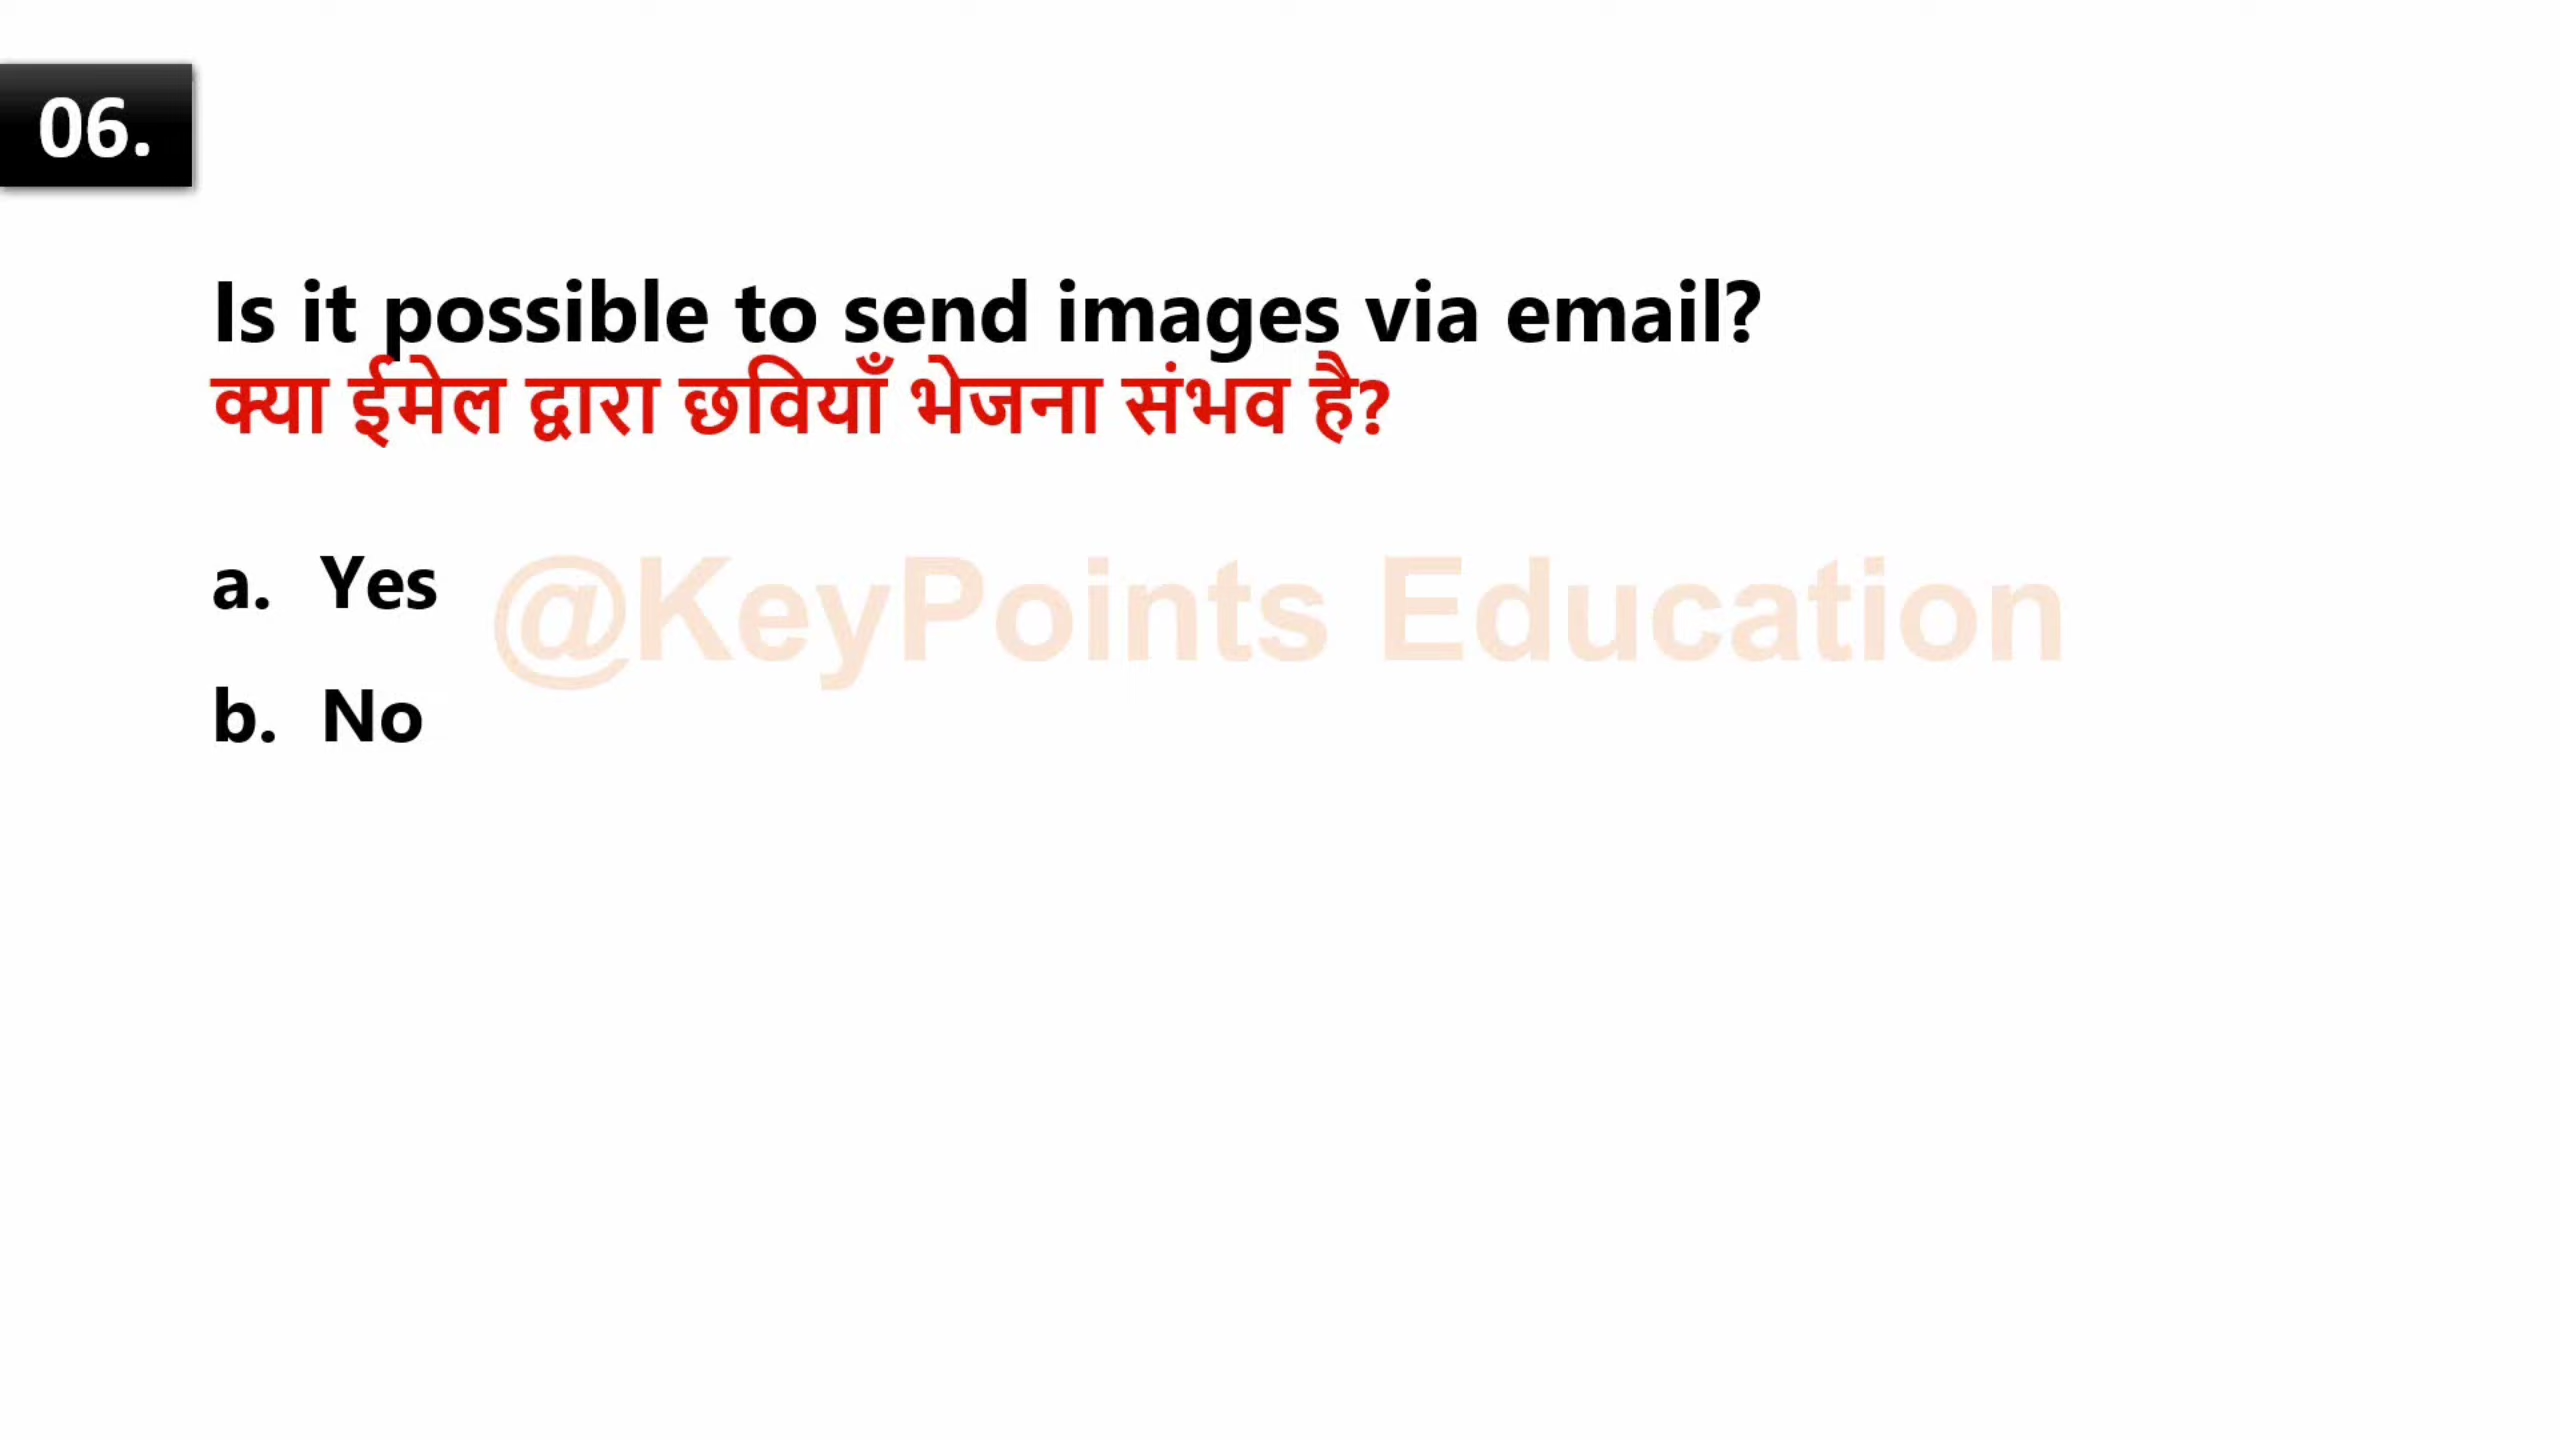 06.
Is it possible to send images via email?
क्या ईमेल द्वारा छवियाँ भेजना संभव है?
a. Yes
@KeyPoints Education
b. No